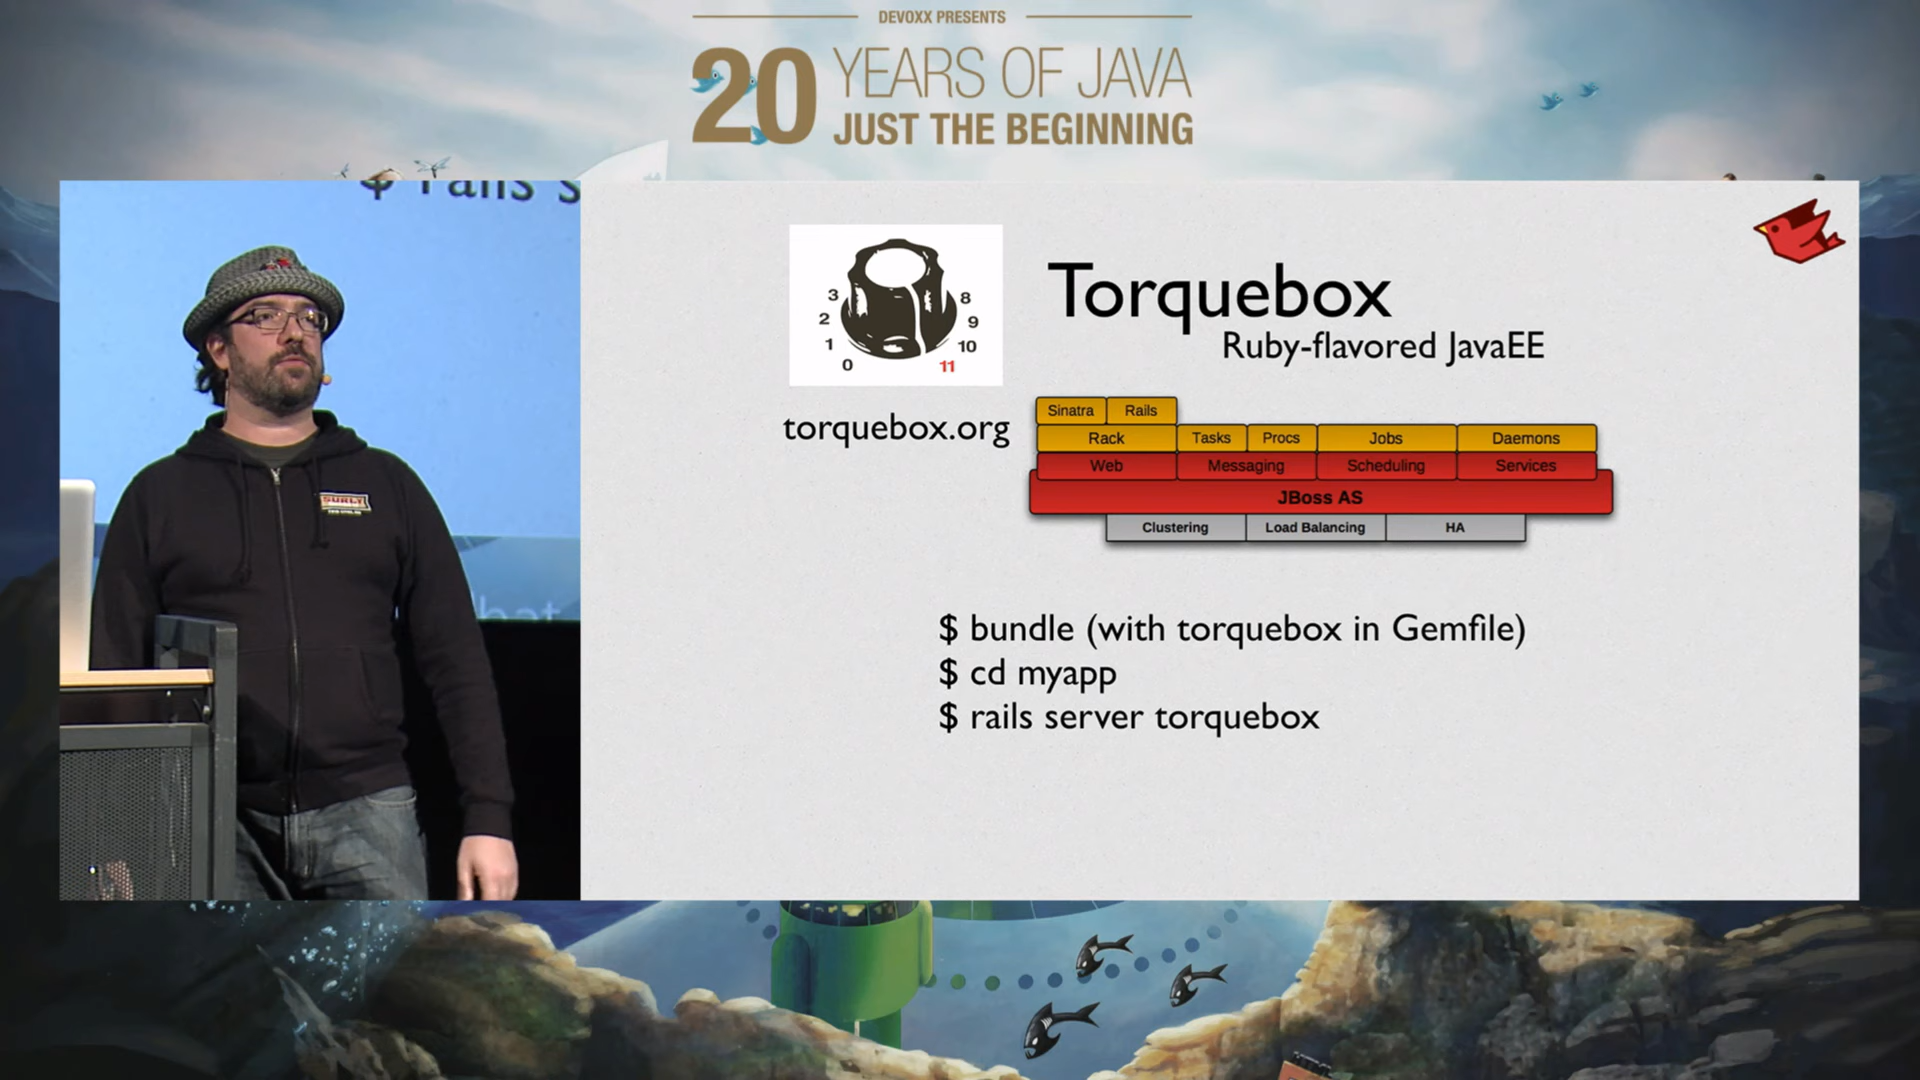 DEVOXX PRESENTS
20 YEARS OF JAVA
JUST THE BEGINNING
$ rails s
SURLY
3
2
1
0
8
9
10
11
torquebox.org
Torquebox
Ruby-flavored JavaEE
Sinatra Rails
Rack Tasks Procs Jobs Daemons
Web Messaging Scheduling Services
JBoss AS
Clustering Load Balancing HA
$ bundle (with torquebox in Gemfile)
$ cd myapp
$ rails server torquebox